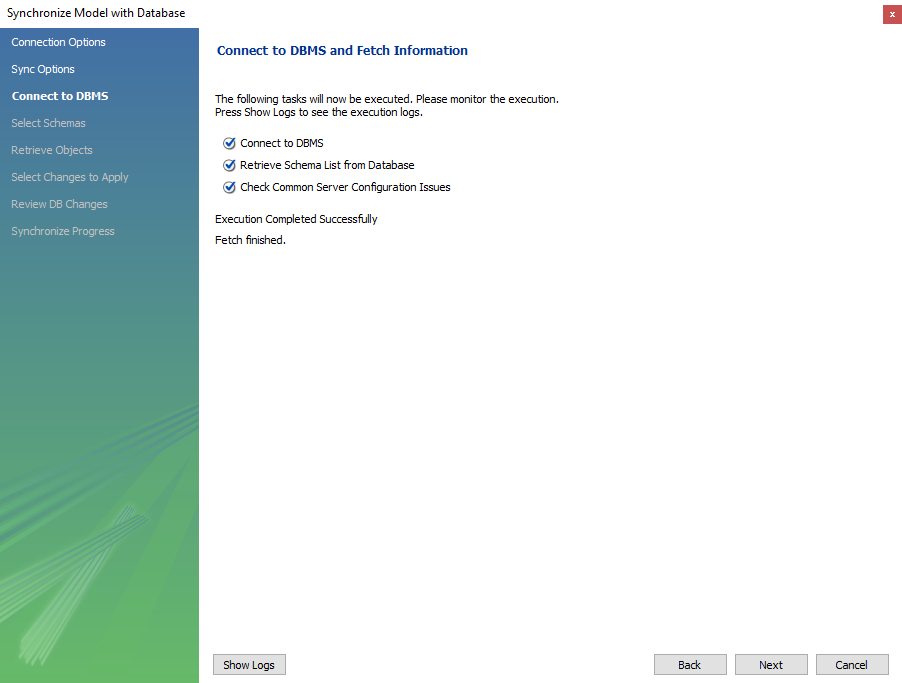 Synchronize Model with Database
x
Connection Options
Sync Options
Connect to DBMS
Select Schemas
Retrieve Objects
Select Changes to Apply
Review DB Changes
Synchronize Progress
Connect to DBMS and Fetch Information
The following tasks will now be executed. Please monitor the execution.
Press Show Logs to see the execution logs.
Connect to DBMS
Retrieve Schema List from Database
Check Common Server Configuration Issues
Execution Completed Successfully
Fetch finished.
Show Logs
Back
Next
Cancel